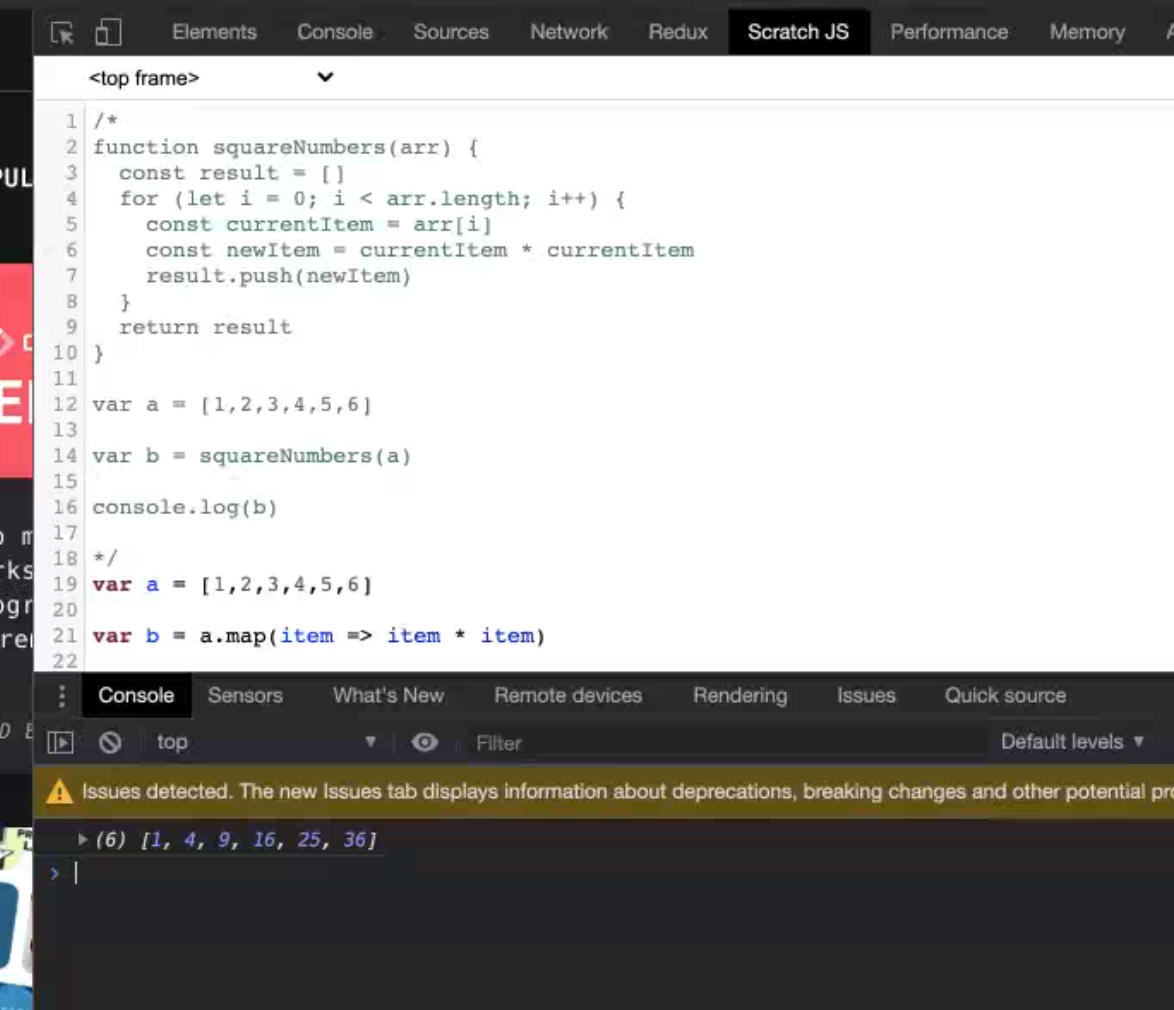 Elements Console Sources Network Redux Scratch JS Performance Memory
<top frame>
1 /*
2 function squareNumbers(arr) {
3   const result = []
4   for (let i = 0; i < arr.length; i++) {
5     const currentItem = arr[i]
6     const newItem = currentItem * currentItem
7     result.push(newItem)
8   }
9   return result
10 }
11
12 var a = [1,2,3,4,5,6]
13
14 var b = squareNumbers(a)
15
16 console.log(b)
17
18 */
19 var a = [1,2,3,4,5,6]
20
21 var b = a.map(item => item * item)
22
Console Sensors What's New Remote devices Rendering Issues Quick source
top Filter Default levels
Issues detected. The new Issues tab displays information about deprecations, breaking changes and other potential
(6) [1, 4, 9, 16, 25, 36]
>